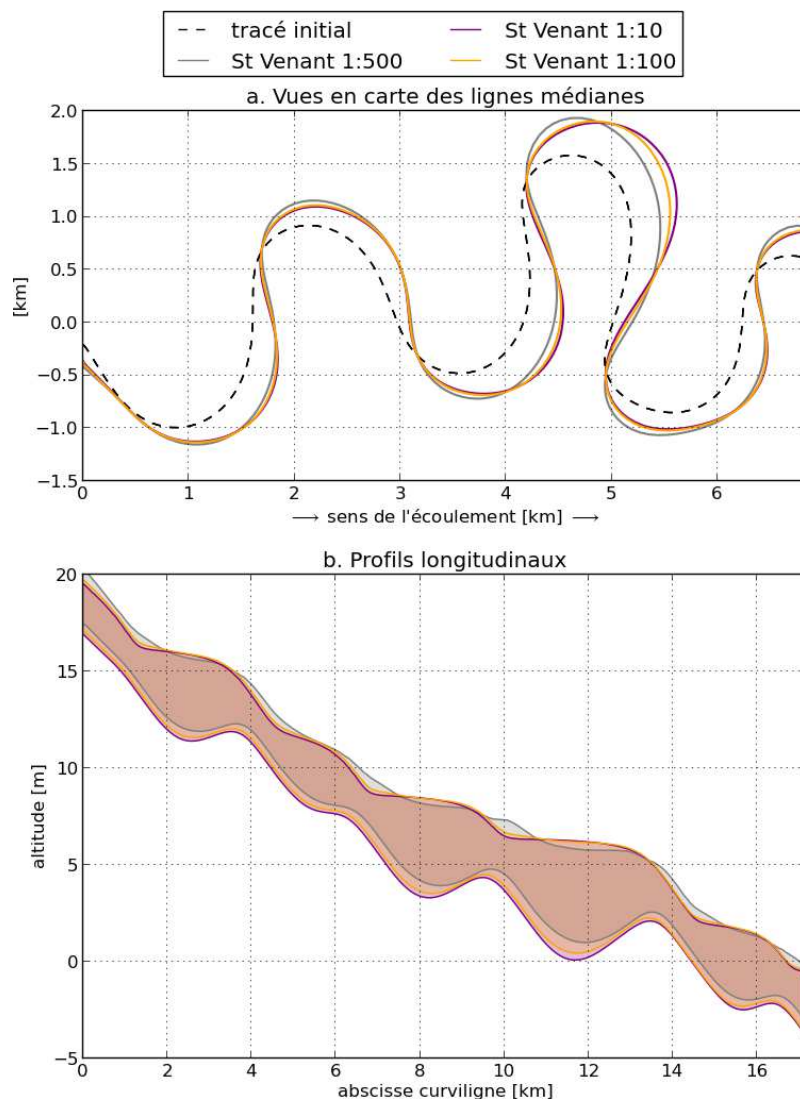 tracé initial
St Venant 1:500
St Venant 1:10
St Venant 1:100
a. Vues en carte des lignes médianes
2.0
1.5
1.0
0.5
0.0
−0.5
−1.0
−1.5
[km]
0 1 2 3 4 5 6
→ sens de l'écoulement [km] →
b. Profils longitudinaux
20
15
10
5
0
−5
altitude [m]
0 2 4 6 8 10 12 14 16
abscisse curviligne [km]